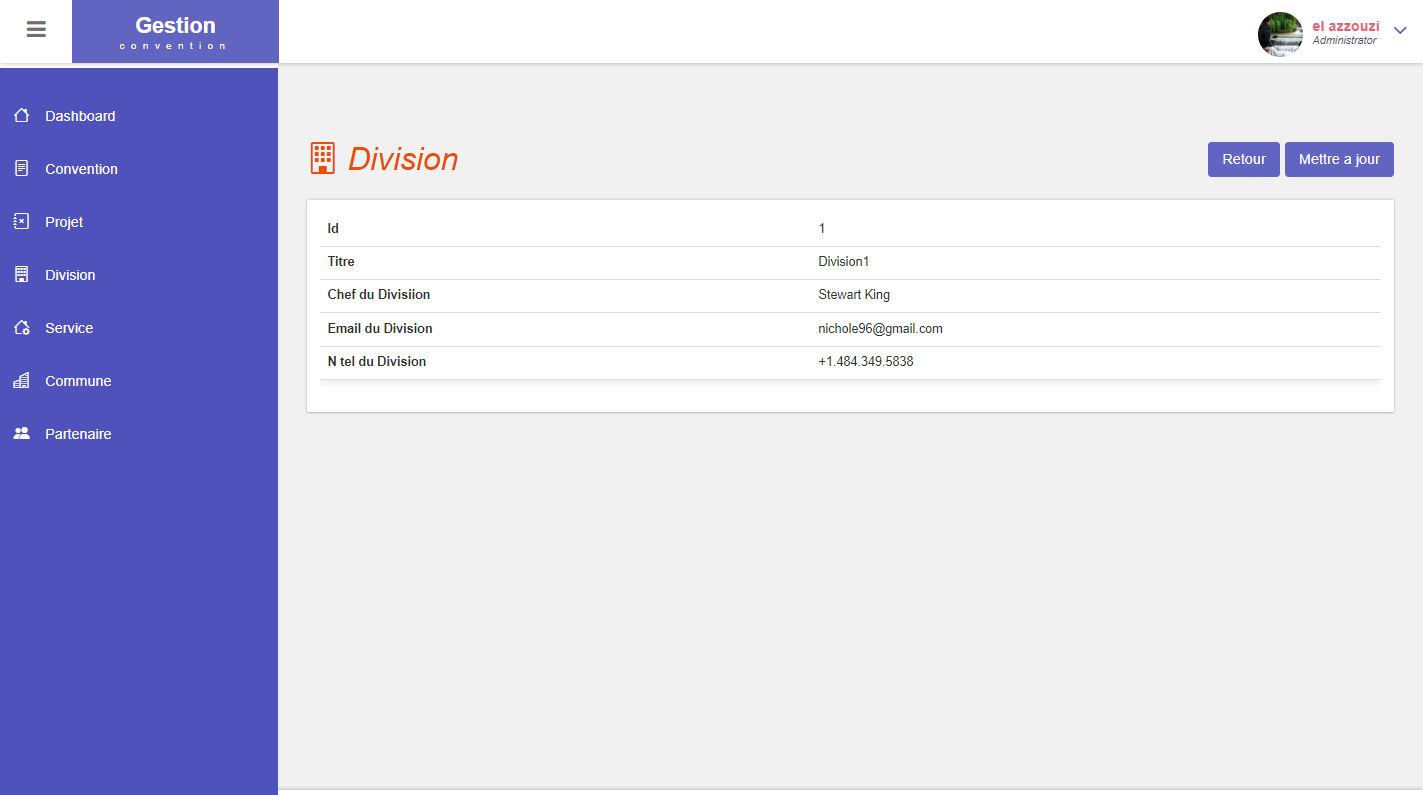 Gestion
convention
el azzouzi
Administrator
Dashboard
Convention
Projet
Division
Service
Commune
Partenaire
Division
Retour
Mettre a jour
Id 1
Titre Division1
Chef du Divisiion Stewart King
Email du Division nichole96@gmail.com
N tel du Division +1.484.349.5838